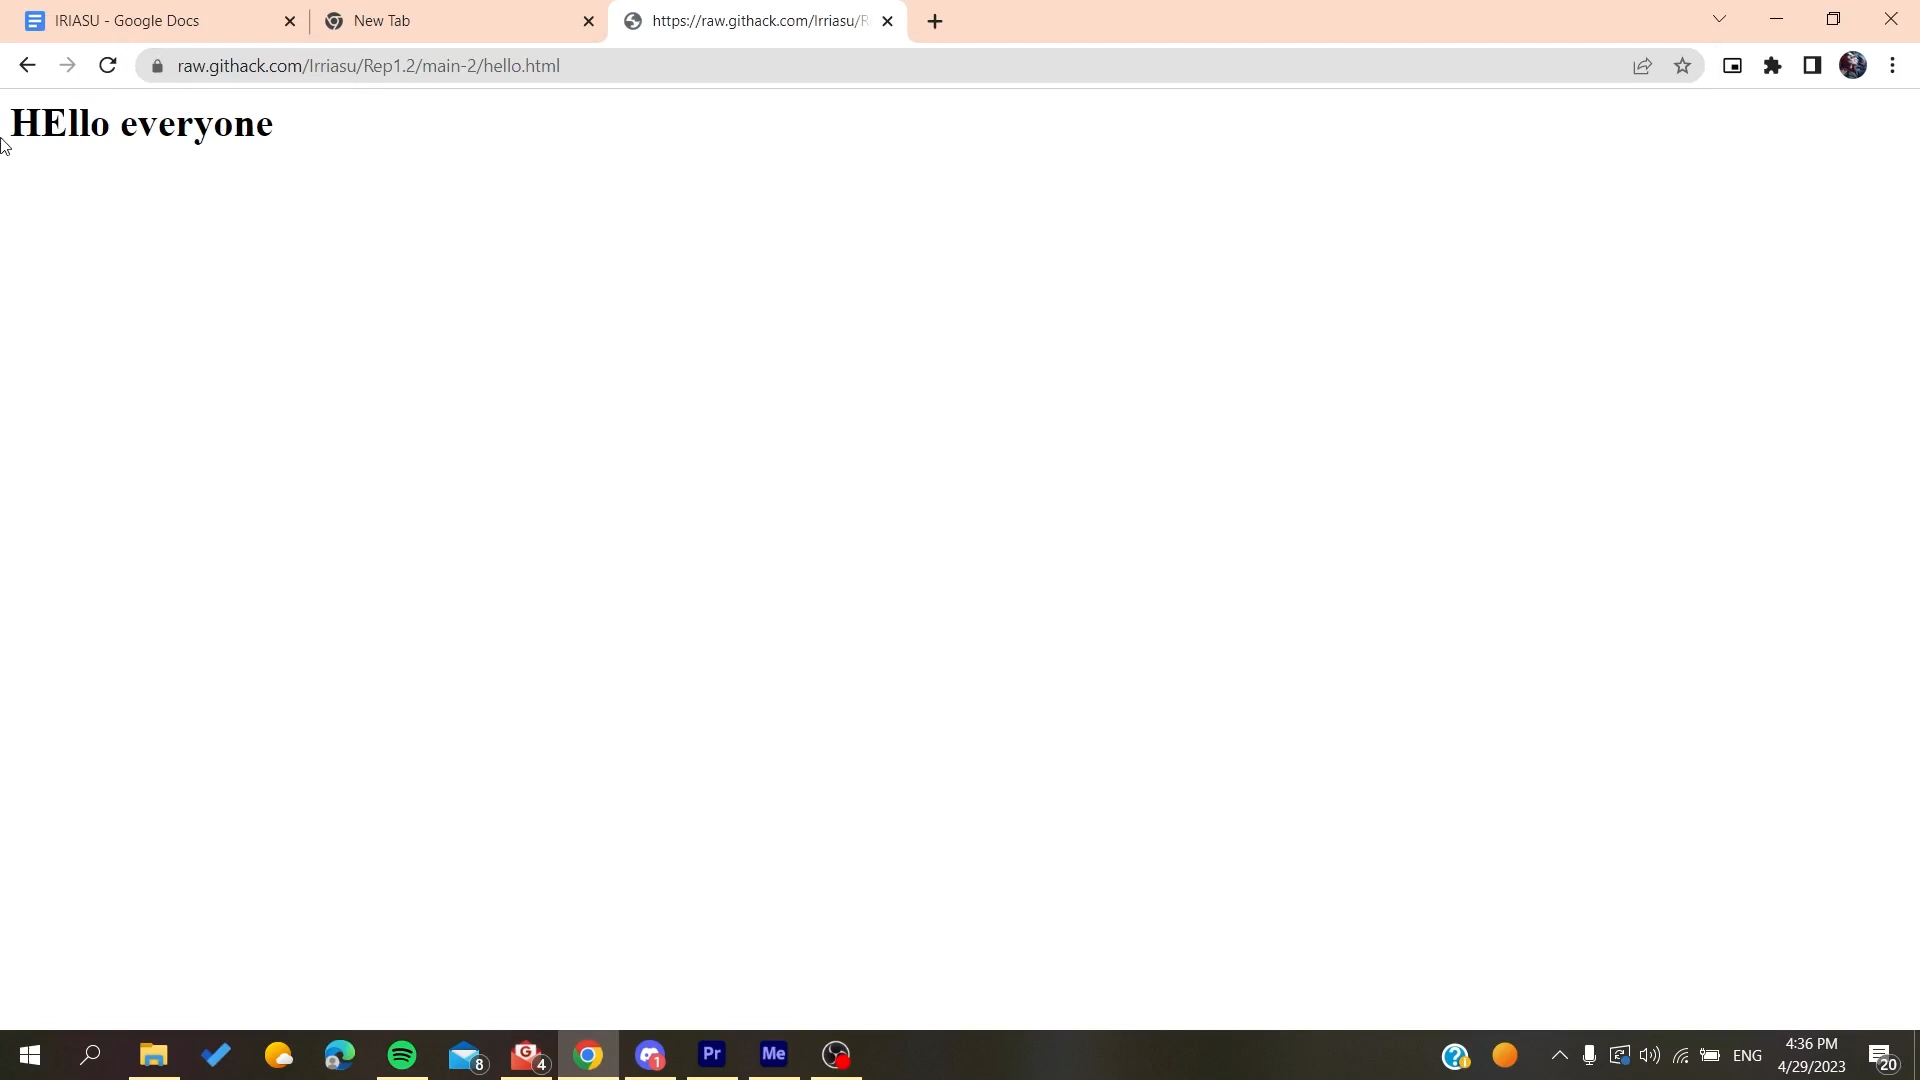 IRIASU - Google Docs
New Tab
https://raw.githack.com/Irriasu/R
raw.githack.com/Irriasu/Rep1.2/main-2/hello.html
HEllo everyone
8
G
4
1
Pr
Me
ENG
4:36 PM
4/29/2023
20